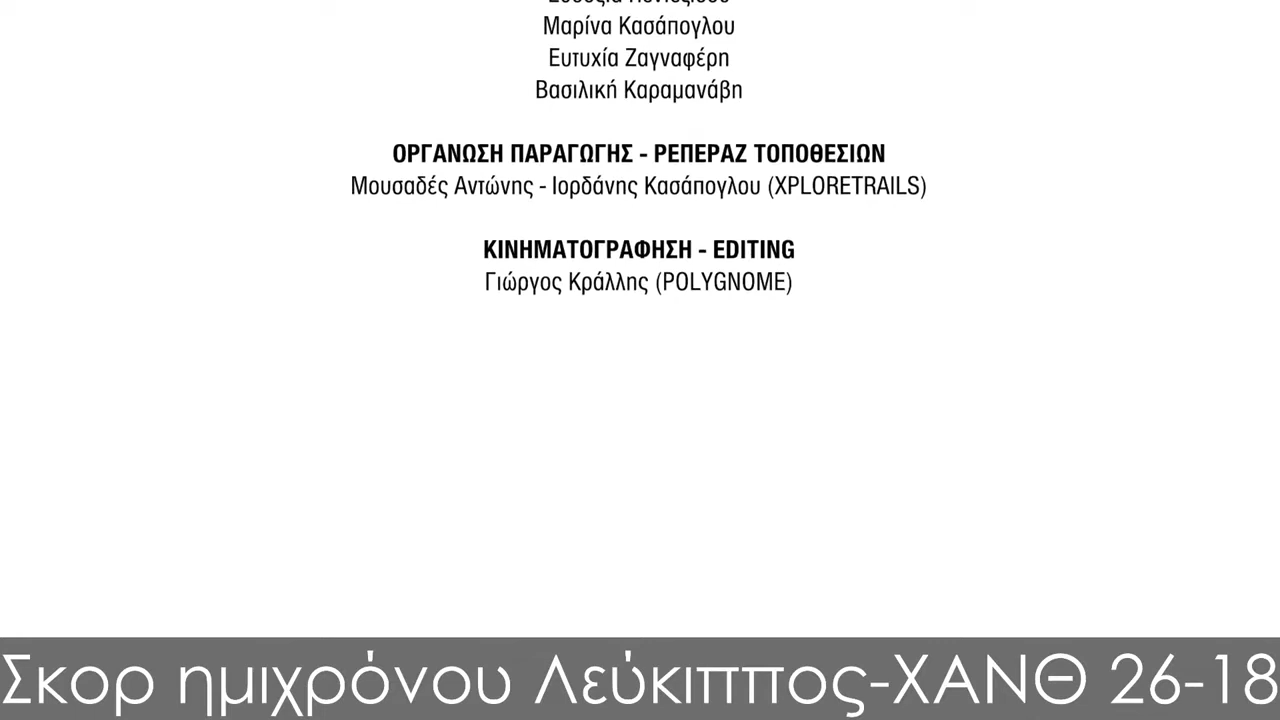 Μαρίνα Κασάπογλου
Ευτυχία Ζαγναφέρη
Βασιλική Καραμανάβη
ΟΡΓΑΝΩΣΗ ΠΑΡΑΓΩΓΗΣ - ΡΕΠΕΡΑΖ ΤΟΠΟΘΕΣΙΩΝ
Μουσαδές Αντώνης - Ιορδάνης Κασάπογλου (XPLORETRAILS)
ΚΙΝΗΜΑΤΟΓΡΑΦΗΣΗ - EDITING
Γιώργος Κράλλης (POLYGNOME)
Σκορ ημιχρόνου Λεύκιππος-ΧΑΝΘ 26-18